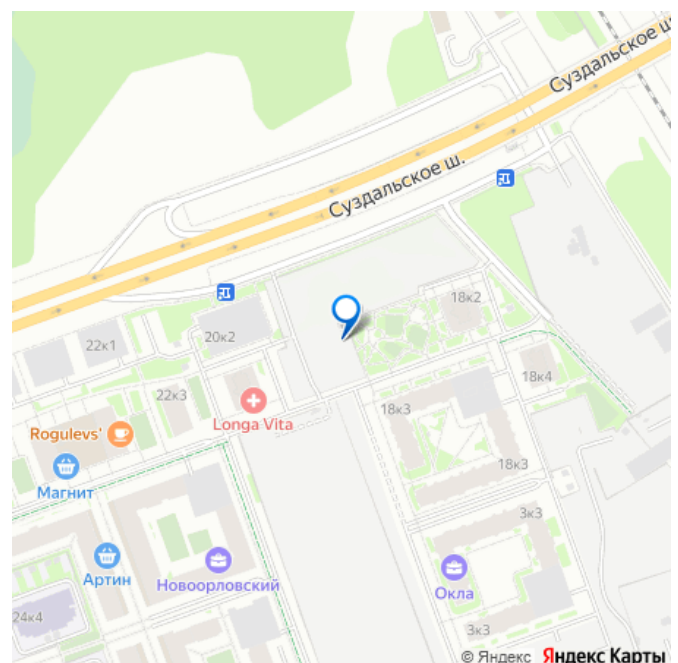 Суздальское ш
Суздальское ш.
18к2
20к2
22к1
18к4
22к3
18к3
Longa Vita
Rogulevs'
18к3
Магнит
3к3
Артин
Новоорловский
Окла
24к4
3к3
© Яндекс Яндекс Карты